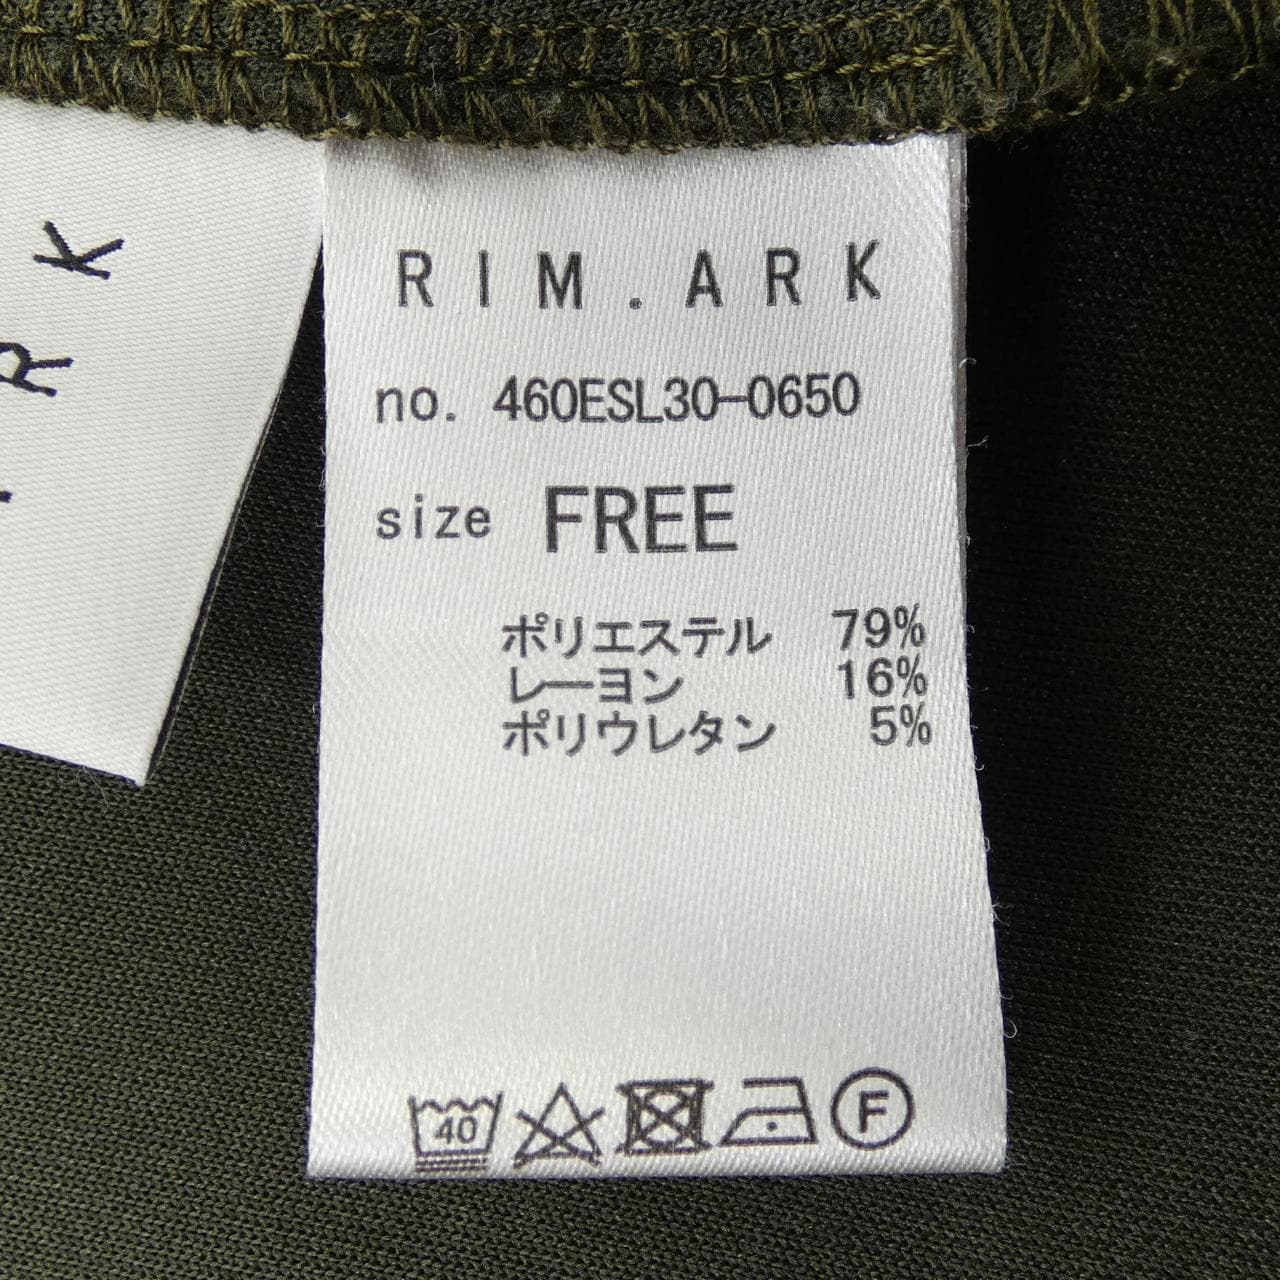 R K
RIM.ARK
no. 460ESL30-0650
size FREE
ポリエステル 79%
レーヨン 16%
ポリウレタン 5%
40 F